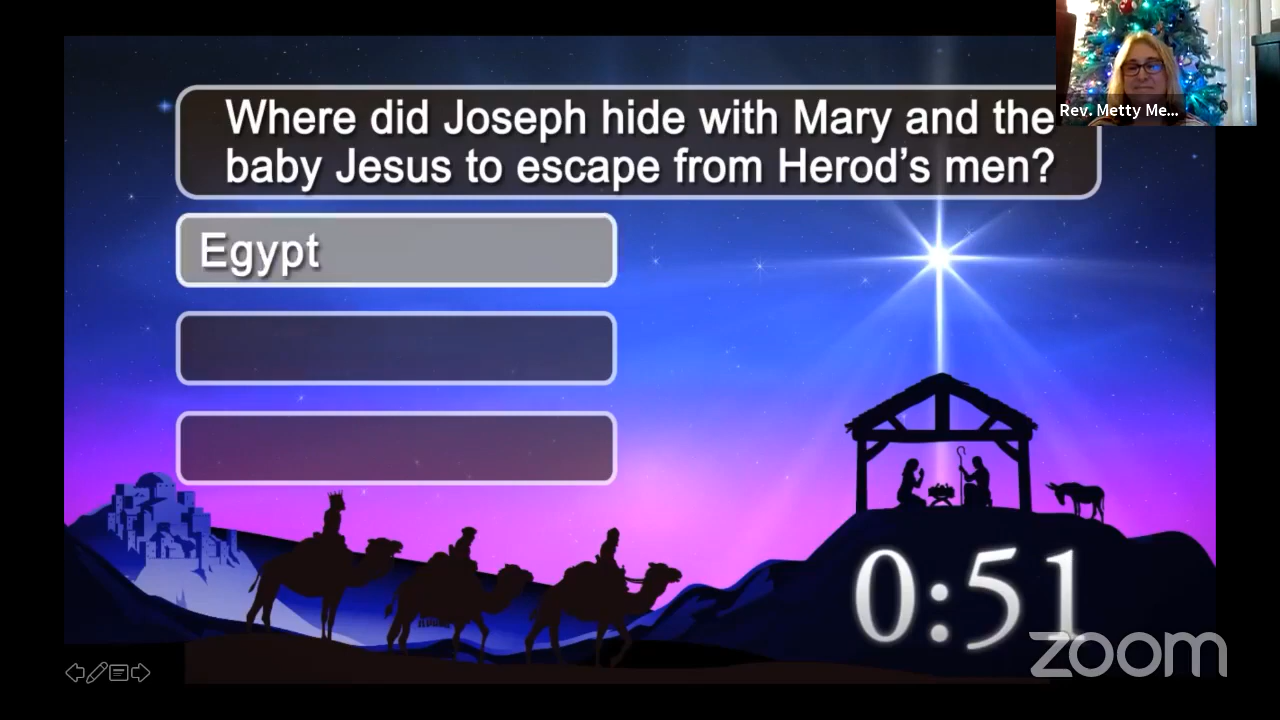 Where did Joseph hide with Mary and the
baby Jesus to escape from Herod’s men?
Rev. Metty Me...
Egypt
0:51
zoom